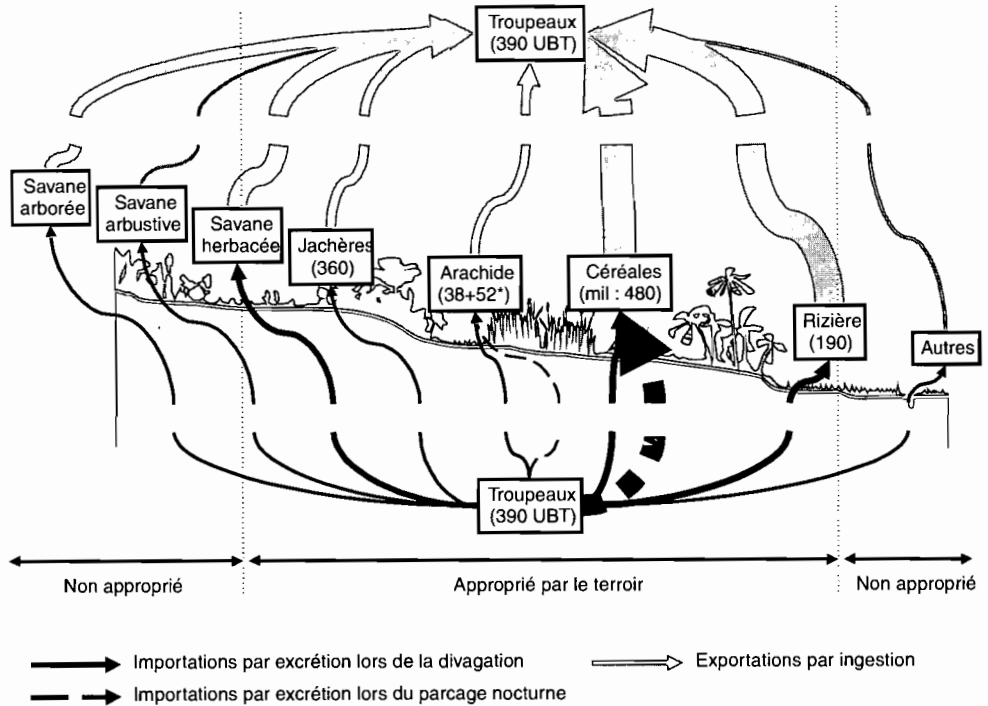 Troupeaux
(390 UBT)
Savane
arborée
Savane
arbustive
Savane
herbacée
Jachères
(360)
Arachide
(38+52*)
Céréales
(mil : 480)
Rizière
(190)
Autres
Troupeaux
(390 UBT)
Non approprié
Approprié par le terroir
Non approprié
Importations par excrétion lors de la divagation
Exportations par ingestion
Importations par excrétion lors du parcage nocturne